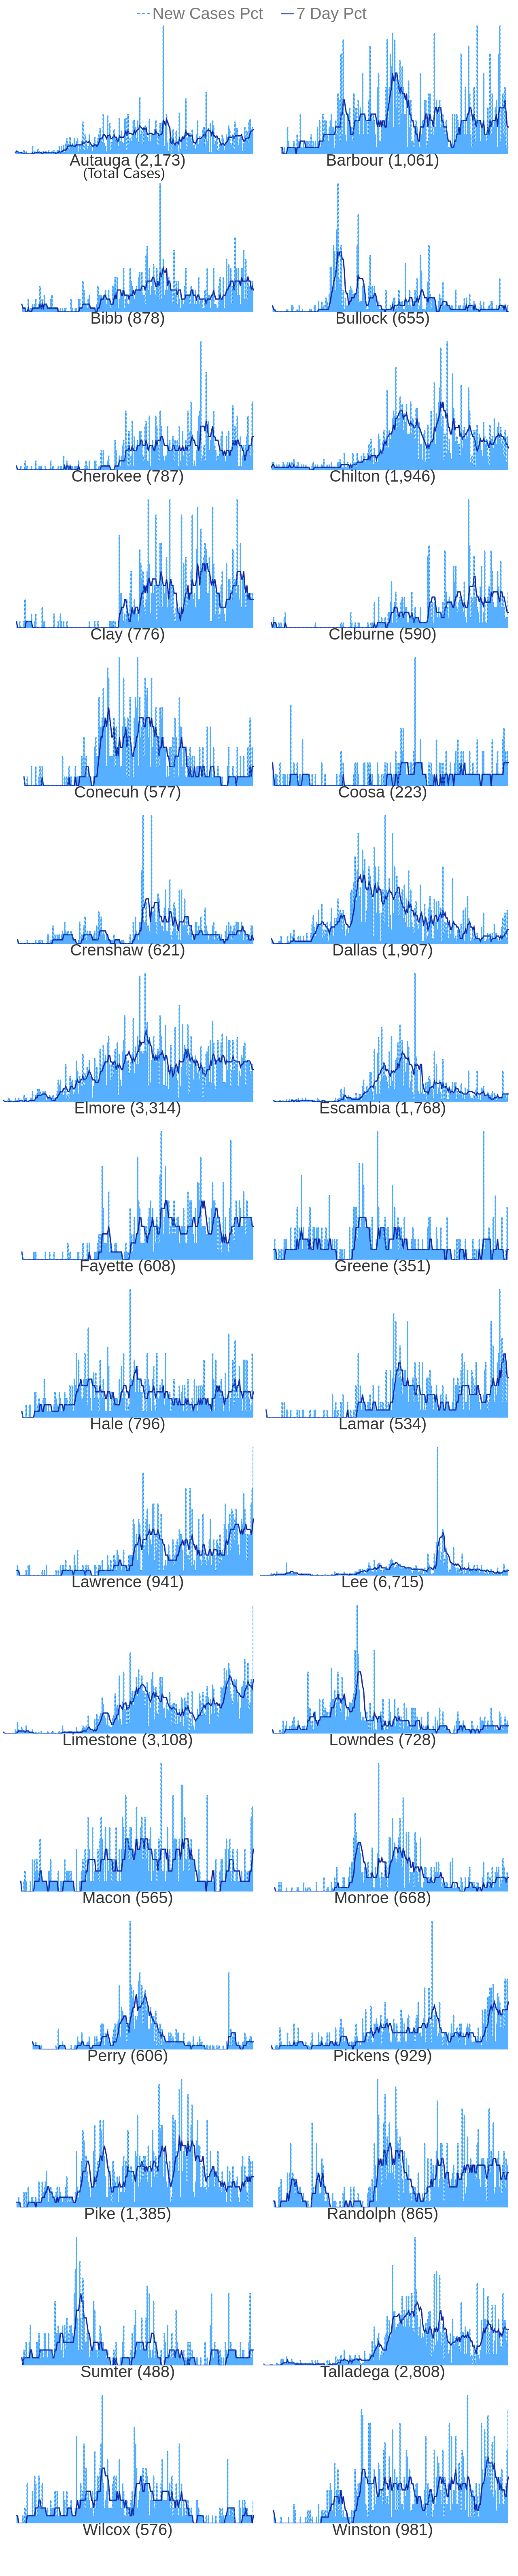 New Cases Pct 7 Day Pct
Autauga (2,173) Barbour (1,061)
(Total Cases)
Bibb (878) Bullock (655)
Cherokee (787) Chilton (1,946)
Clay (776) Cleburne (590)
Conecuh (577) Coosa (223)
Crenshaw (621) Dallas (1,907)
Elmore (3,314) Escambia (1,768)
Fayette (608) Greene (351)
Hale (796) Lamar (534)
Lawrence (941) Lee (6,715)
Limestone (3,108) Lowndes (728)
Macon (565) Monroe (668)
Perry (606) Pickens (929)
Pike (1,385) Randolph (865)
Sumter (488) Talladega (2,808)
Wilcox (576) Winston (981)